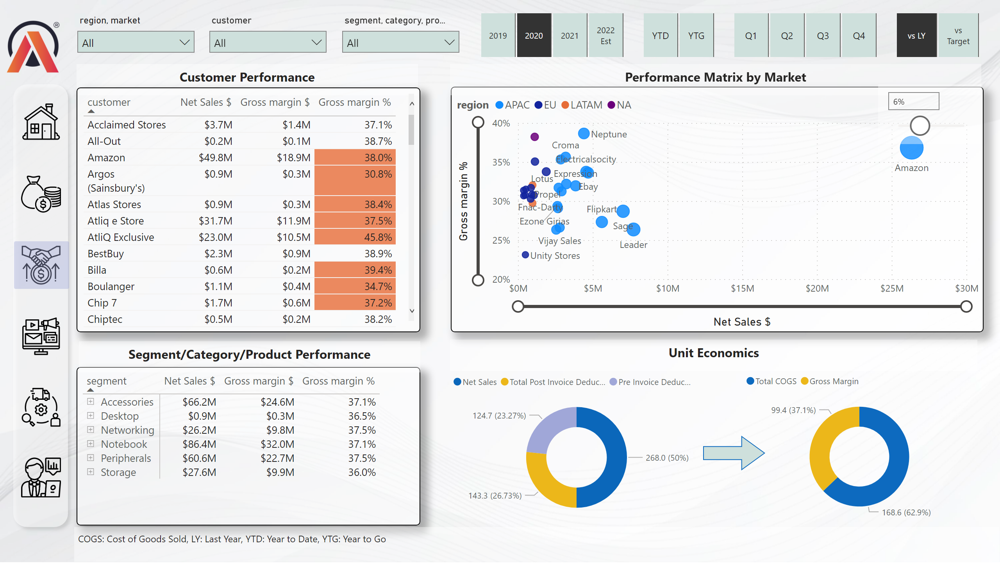 region, market
customer
segment, category, pro...
All
All
All
2019
2020
2021
2022
Est
YTD
YTG
Q1
Q2
Q3
Q4
vs LY
vs
Target
®
Customer Performance
customer Net Sales $ Gross margin $ Gross margin %
Acclaimed Stores $3.7M $1.4M 37.1%
All-Out $0.2M $0.1M 38.7%
Amazon $49.8M $18.9M 38.0%
Argos $0.9M $0.3M 30.8%
(Sainsbury's)
Atlas Stores $0.9M $0.3M 38.4%
Atliq e Store $31.7M $11.9M 37.5%
AtliQ Exclusive $23.0M $10.5M 45.8%
BestBuy $2.3M $0.9M 38.9%
Billa $0.6M $0.2M 39.4%
Boulanger $1.1M $0.4M 34.7%
Chip 7 $1.7M $0.6M 37.2%
Chiptec $0.5M $0.2M 38.2%
Performance Matrix by Market
region APAC EU LATAM NA
6%
Gross margin %
40%
35%
30%
25%
20%
Neptune
Croma
Electricalsocity
Amazon
Expression
Lotus
Ebay
Propel
Fnac-Darty
Flipkart
Ezone Girias
Sage
Vijay Sales
Leader
Unity Stores
$0M $5M $10M $15M $20M $25M $30M
Net Sales $
Segment/Category/Product Performance
segment Net Sales $ Gross margin $ Gross margin %
Accessories $66.2M $24.6M 37.1%
Desktop $0.9M $0.3M 36.5%
Networking $26.2M $9.8M 37.5%
Notebook $86.4M $32.0M 37.1%
Peripherals $60.6M $22.7M 37.5%
Storage $27.6M $9.9M 36.0%
Unit Economics
Net Sales Total Post Invoice Deduc... Pre Invoice Deduc...
124.7 (23.27%)
268.0 (50%)
143.3 (26.73%)
Total COGS Gross Margin
99.4 (37.1%)
168.6 (62.9%)
COGS: Cost of Goods Sold, LY: Last Year, YTD: Year to Date, YTG: Year to Go